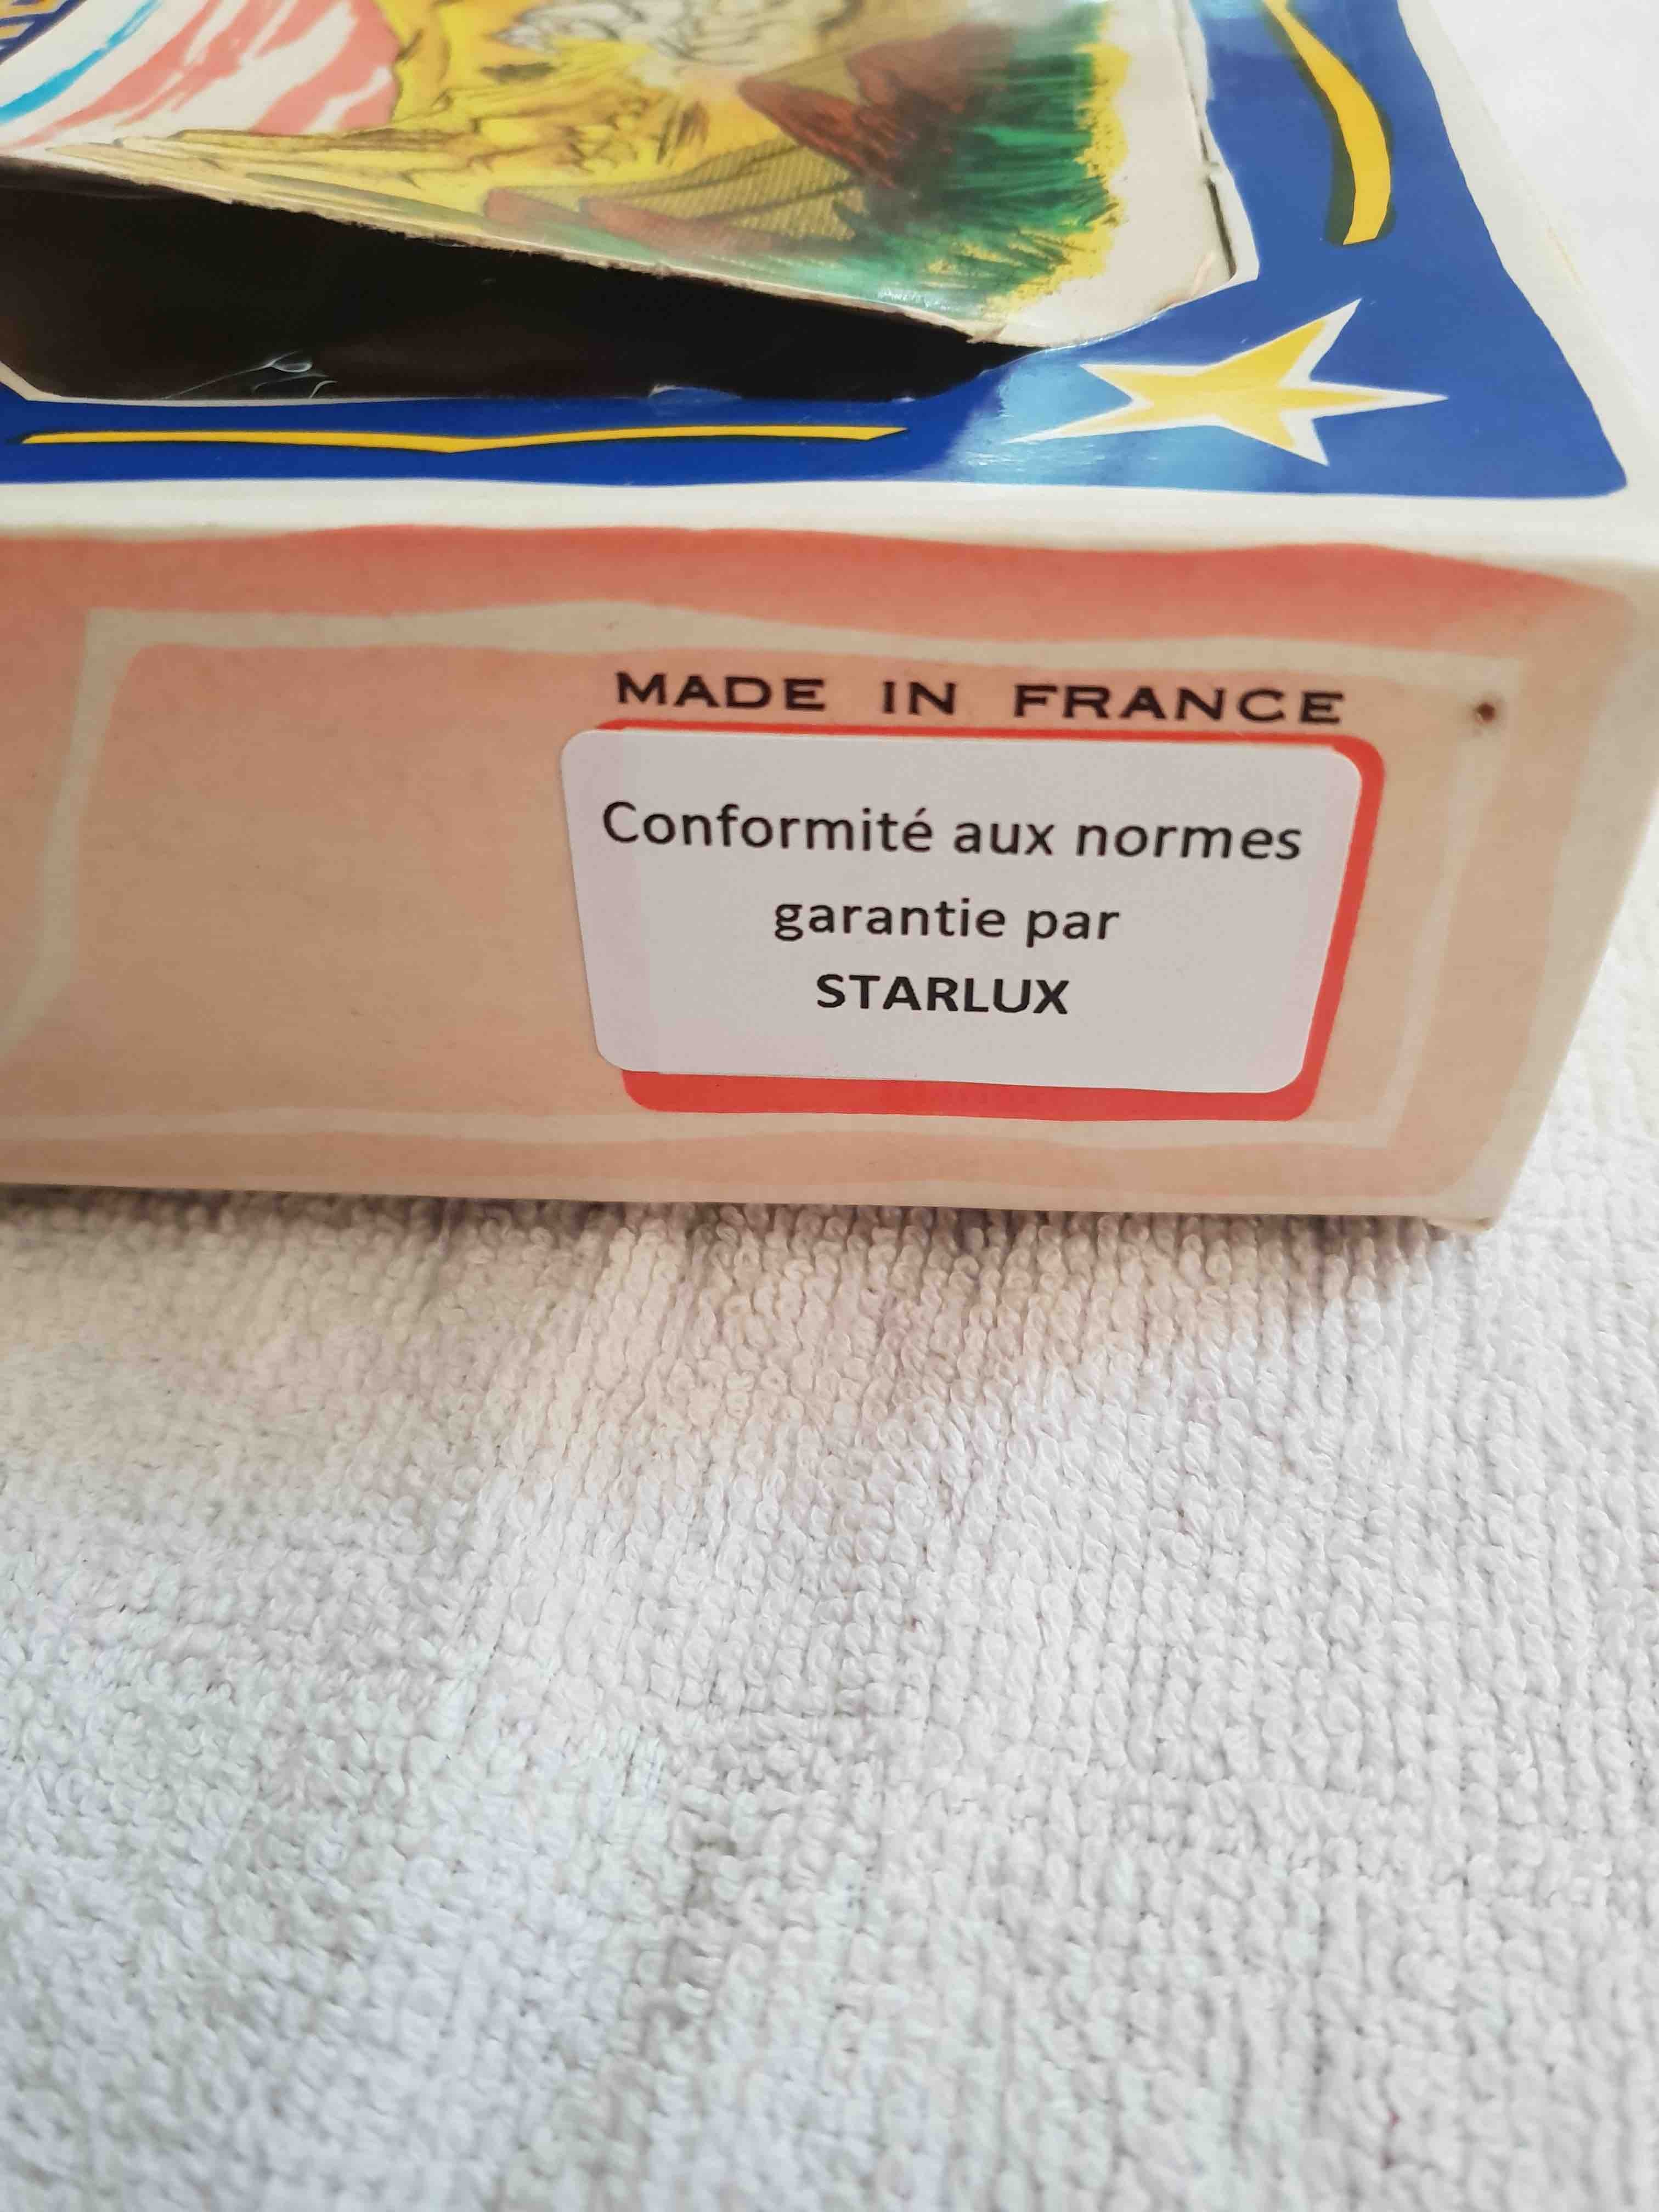 MADE IN FRANCE
Conformité aux normes
garantie par
STARLUX